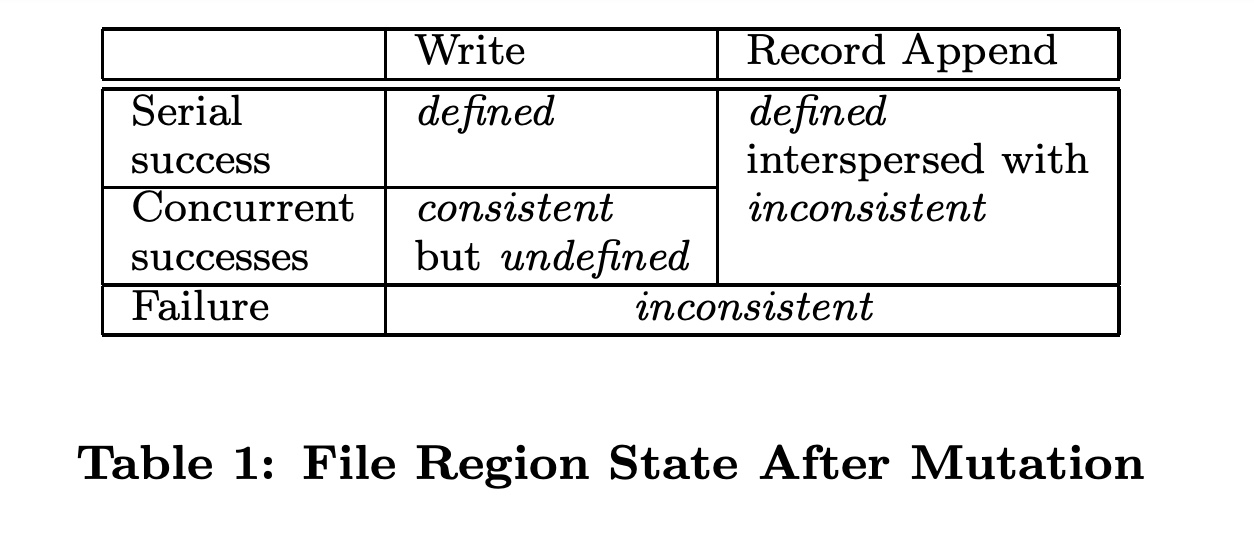 Write
Record Append
Serial
success
defined
defined
interspersed with
inconsistent
Concurrent
successes
consistent
but undefined
Failure
inconsistent
Table 1: File Region State After Mutation